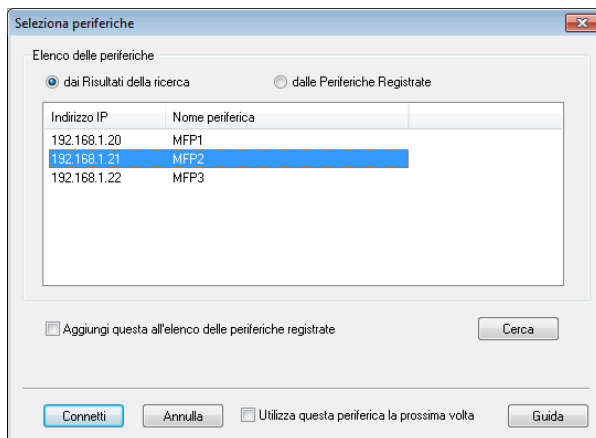 Seleziona periferiche
Elenco delle periferiche
dai Risultati della ricerca dalle Periferiche Registrate
Indirizzo IP Nome periferica
192.168.1.20 MFP1
192.168.1.21 MFP2
192.168.1.22 MFP3
Aggiungi questa all'elenco delle periferiche registrate Cerca
Connetti Annulla Utilizza questa periferica la prossima volta Guida